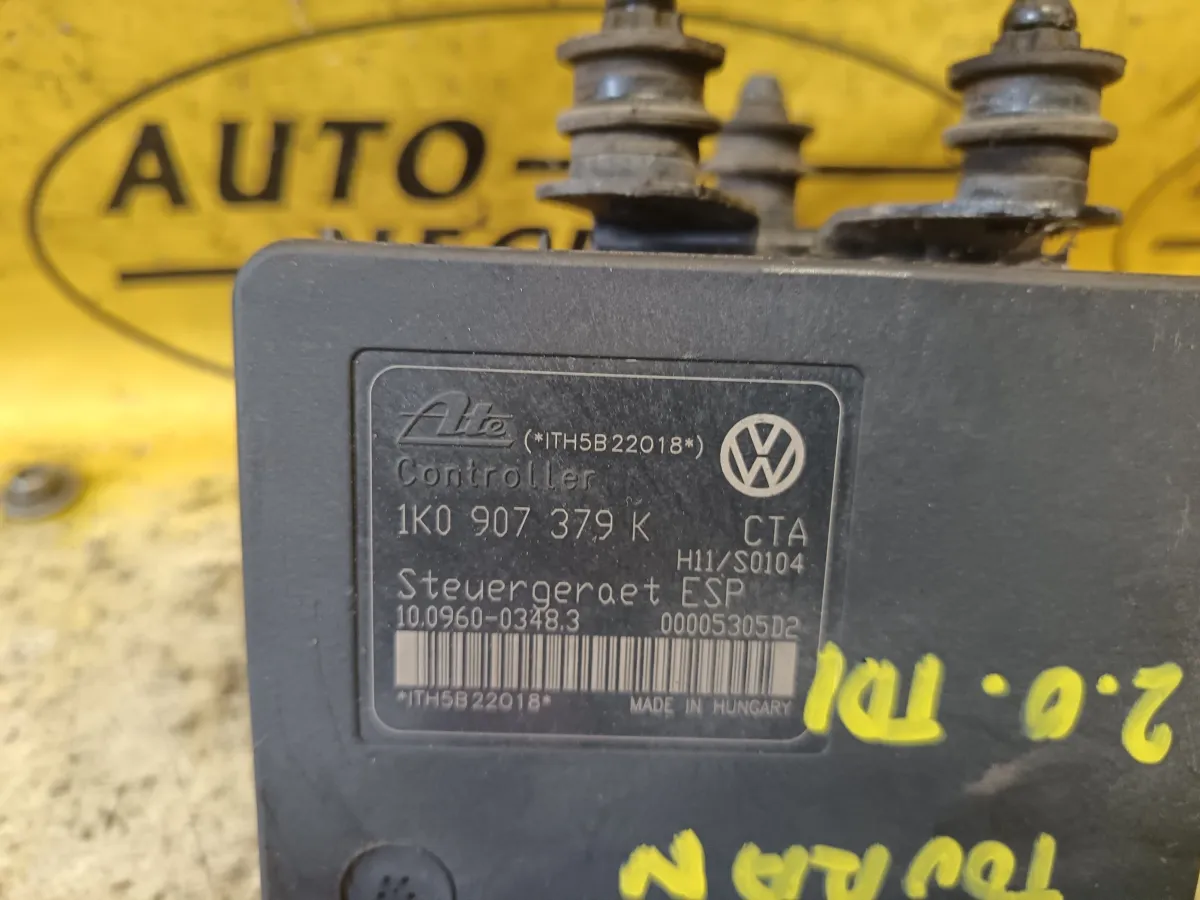 AUTO-
Ate (*ITH5B22018*)
Controller
1K0 907 379 K CTA
H11/S0104
Steuergeraet ESP
10.0960-0348.3 00005305D2
*ITH5B22018* MADE IN HUNGARY
2.0. TDI
TOURAN